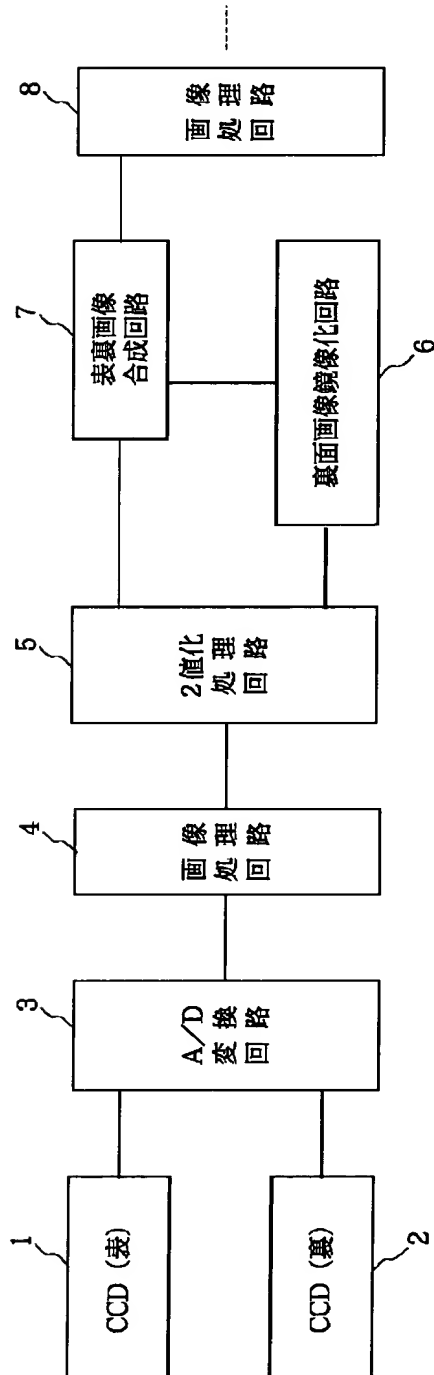 1
CCD (表)
CCD (裏)
2
3
A/D
変換
回路
4
画像
処理
回路
5
2値化
処理
回路
7
表裏画像
合成回路
裏面画像鏡像化回路
6
8
画像
処理
回路